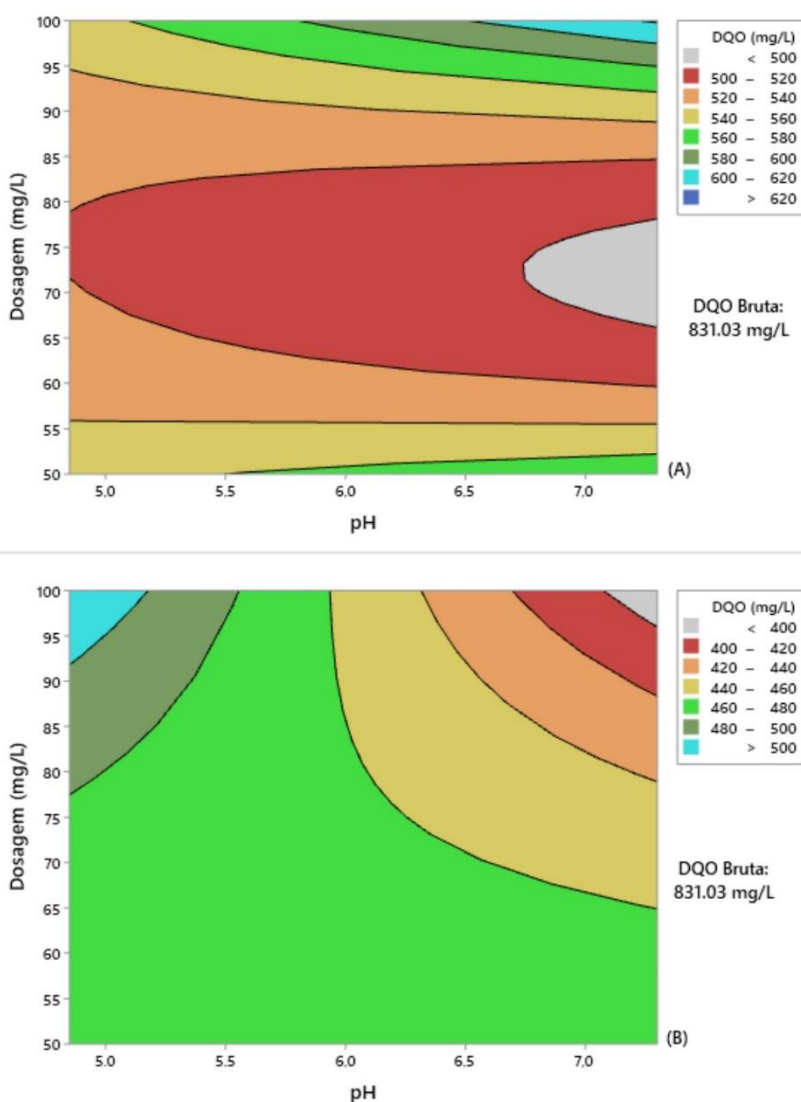 DQO (mg/L)
< 500
500 – 520
520 – 540
540 – 560
560 – 580
580 – 600
600 – 620
> 620
100
95
90
85
80
75
70
65
60
55
50
Dosagem (mg/L)
5,0
5,5
6,0
6,5
7,0
pH
DQO Bruta:
831.03 mg/L
(A)
DQO (mg/L)
< 400
400 – 420
420 – 440
440 – 460
460 – 480
480 – 500
> 500
100
95
90
85
80
75
70
65
60
55
50
Dosagem (mg/L)
5,0
5,5
6,0
6,5
7,0
pH
DQO Bruta:
831.03 mg/L
(B)